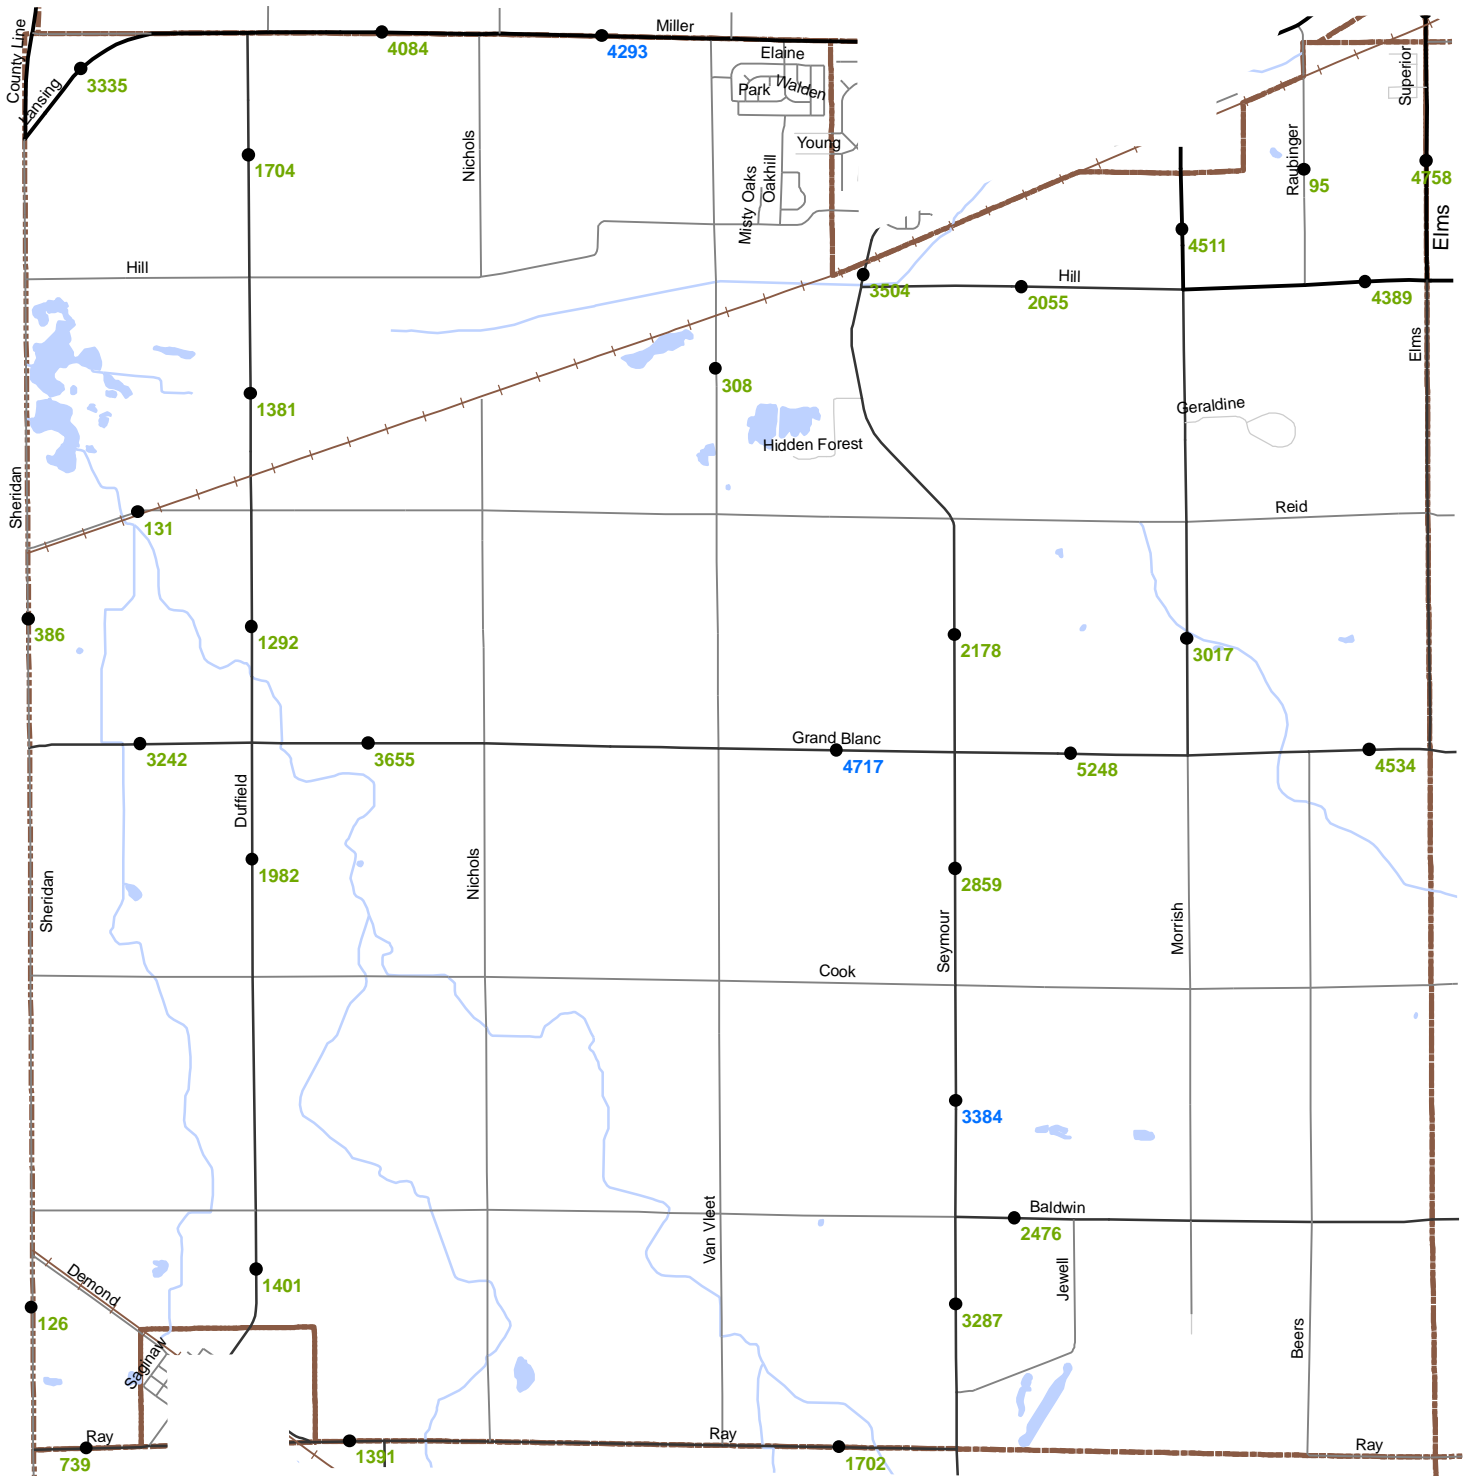 Miller
4084
4293
County Line
Lansing
3335
Elaine
Park
Walden
Superior
Nichols
1704
Young
Misty Oaks
Oakhill
Raubinger
95
4758
Elms
4511
Hill
3504
Hill
2055
4389
Elms
308
1381
Geraldine
Hidden Forest
Sheridan
131
Reid
386
1292
2178
3017
3242
3655
Grand Blanc
4717
5248
4534
Duffield
1982
Nichols
2859
Sheridan
Seymour
Morrish
Cook
3384
Van Vleet
Baldwin
2476
Demond
1401
Jewell
126
3287
Saginaw
Beers
Ray
739
1391
Ray
1702
Ray